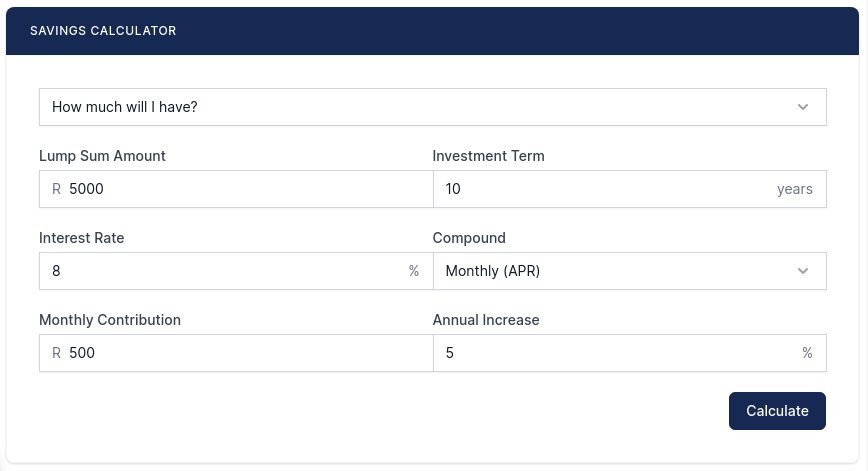 SAVINGS CALCULATOR
How much will I have?
Lump Sum Amount Investment Term
R 5000 10 years
Interest Rate Compound
8 % Monthly (APR)
Monthly Contribution Annual Increase
R 500 5 %
Calculate